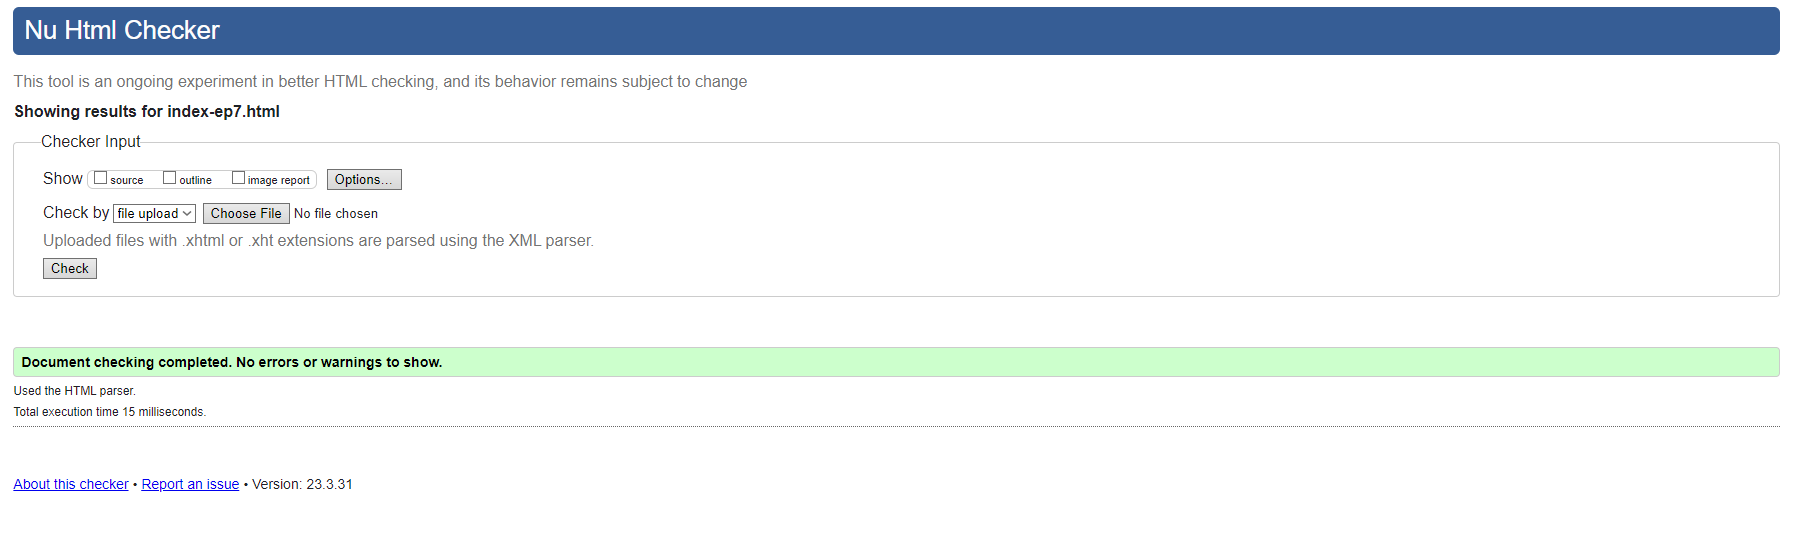 Nu Html Checker
This tool is an ongoing experiment in better HTML checking, and its behavior remains subject to change
Showing results for index-ep7.html
Checker Input
Show source outline image report Options...
Check by file upload Choose File No file chosen
Uploaded files with .xhtml or .xht extensions are parsed using the XML parser.
Check
Document checking completed. No errors or warnings to show.
Used the HTML parser.
Total execution time 15 milliseconds.
About this checker • Report an issue • Version: 23.3.31